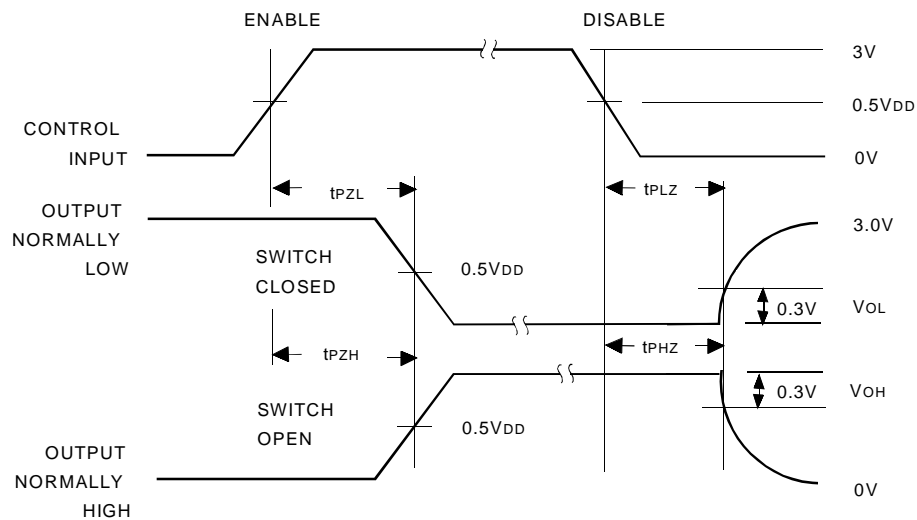 ENABLE
DISABLE
3V
0.5VDD
CONTROL
INPUT
0V
tPZL
tPLZ
OUTPUT
NORMALLY
LOW
3.0V
SWITCH
CLOSED
0.5VDD
0.3V
VOL
tPZH
tPHZ
0.3V
VOH
SWITCH
OPEN
0.5VDD
OUTPUT
NORMALLY
HIGH
0V